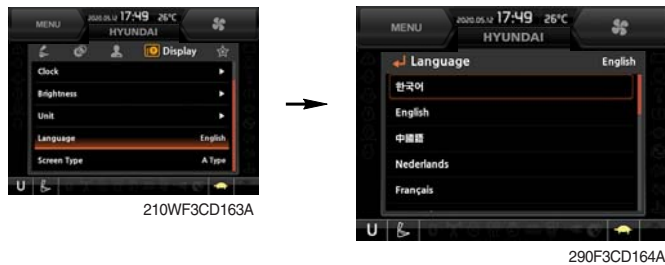 MENU
2020.05.12 17:49 26°C
HYUNDAI
Display
Clock
Brightness
Unit
Language English
Screen Type A Type
U
210WF3CD163A
MENU
2020.05.12 17:49 26°C
HYUNDAI
Language English
한국어
English
中國語
Nederlands
Français
U
290F3CD164A